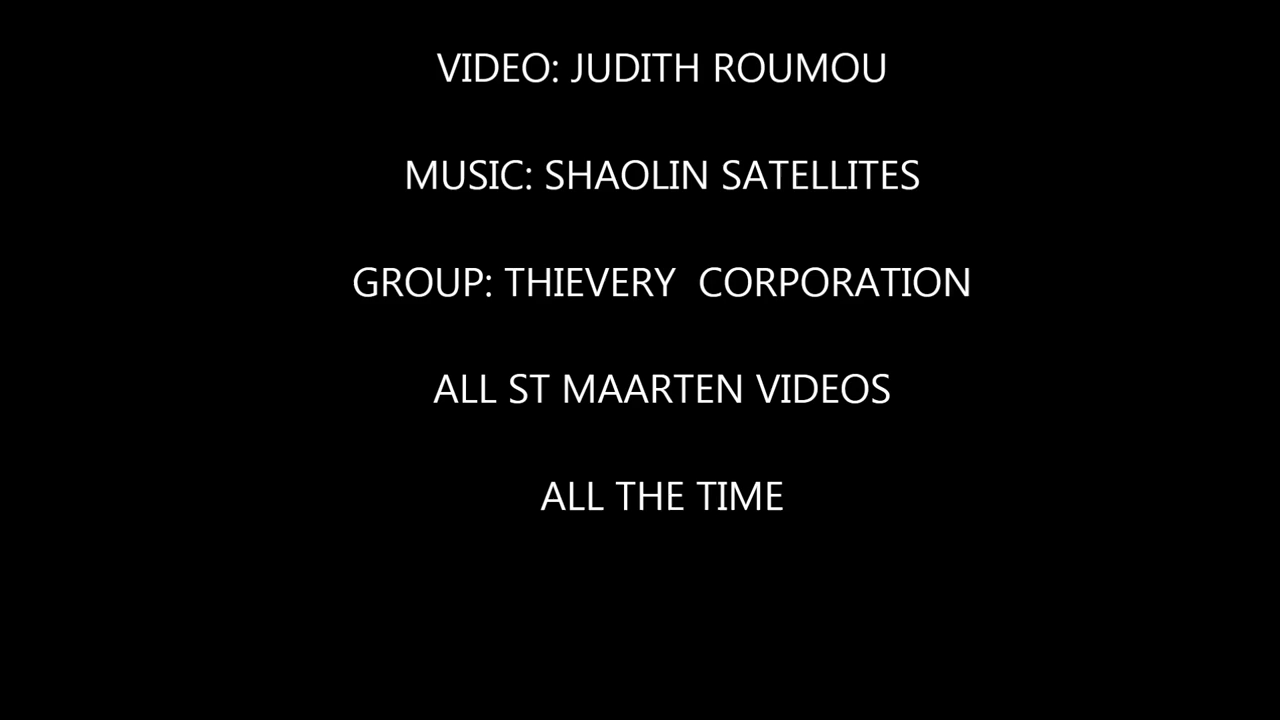 VIDEO: JUDITH ROUMOU
MUSIC: SHAOLIN SATELLITES
GROUP: THIEVERY  CORPORATION
ALL ST MAARTEN VIDEOS
ALL THE TIME